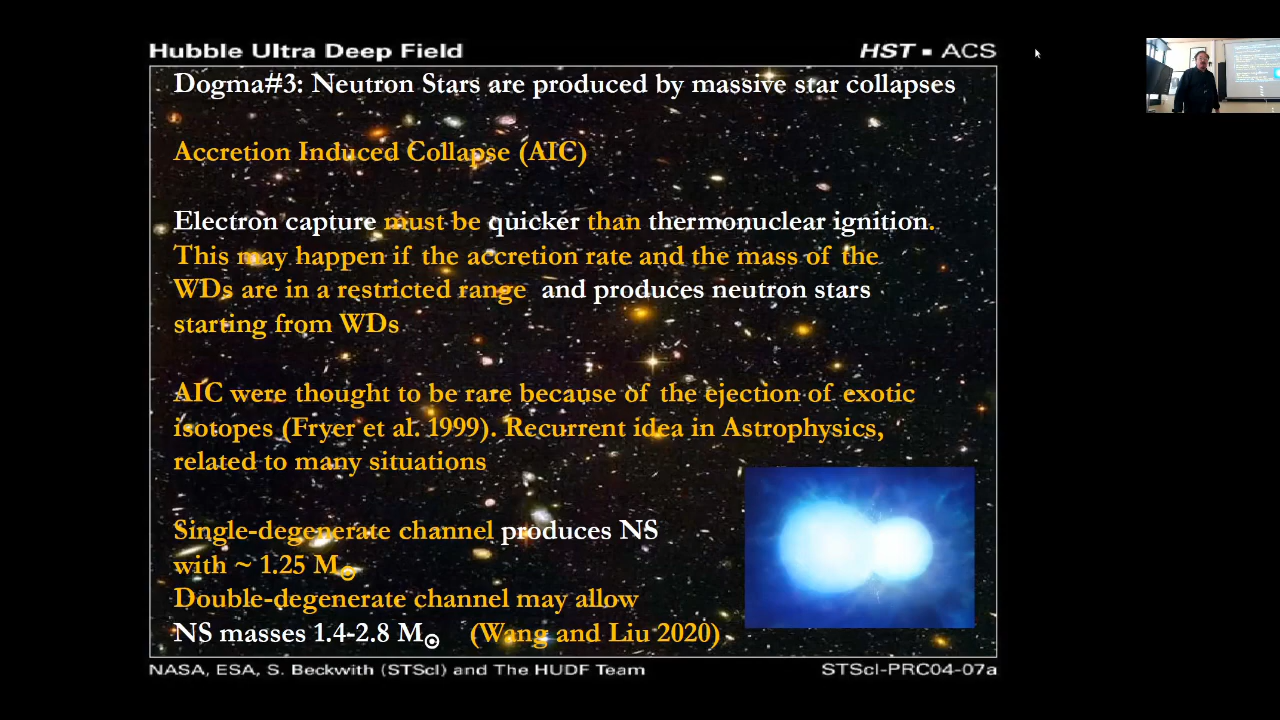 Hubble Ultra Deep Field
HST ▪ ACS
Dogma#3: Neutron Stars are produced by massive star collapses
Accretion Induced Collapse (AIC)
Electron capture must be quicker than thermonuclear ignition.
This may happen if the accretion rate and the mass of the
WDs are in a restricted range and produces neutron stars
starting from WDs
AIC were thought to be rare because of the ejection of exotic
isotopes (Fryer et al. 1999). Recurrent idea in Astrophysics,
related to many situations
Single-degenerate channel produces NS
with ~ 1.25 M☉
Double-degenerate channel may allow
NS masses 1.4-2.8 M☉ (Wang and Liu 2020)
NASA, ESA, S. Beckwith (STScI) and The HUDF Team
STScI-PRC04-07a